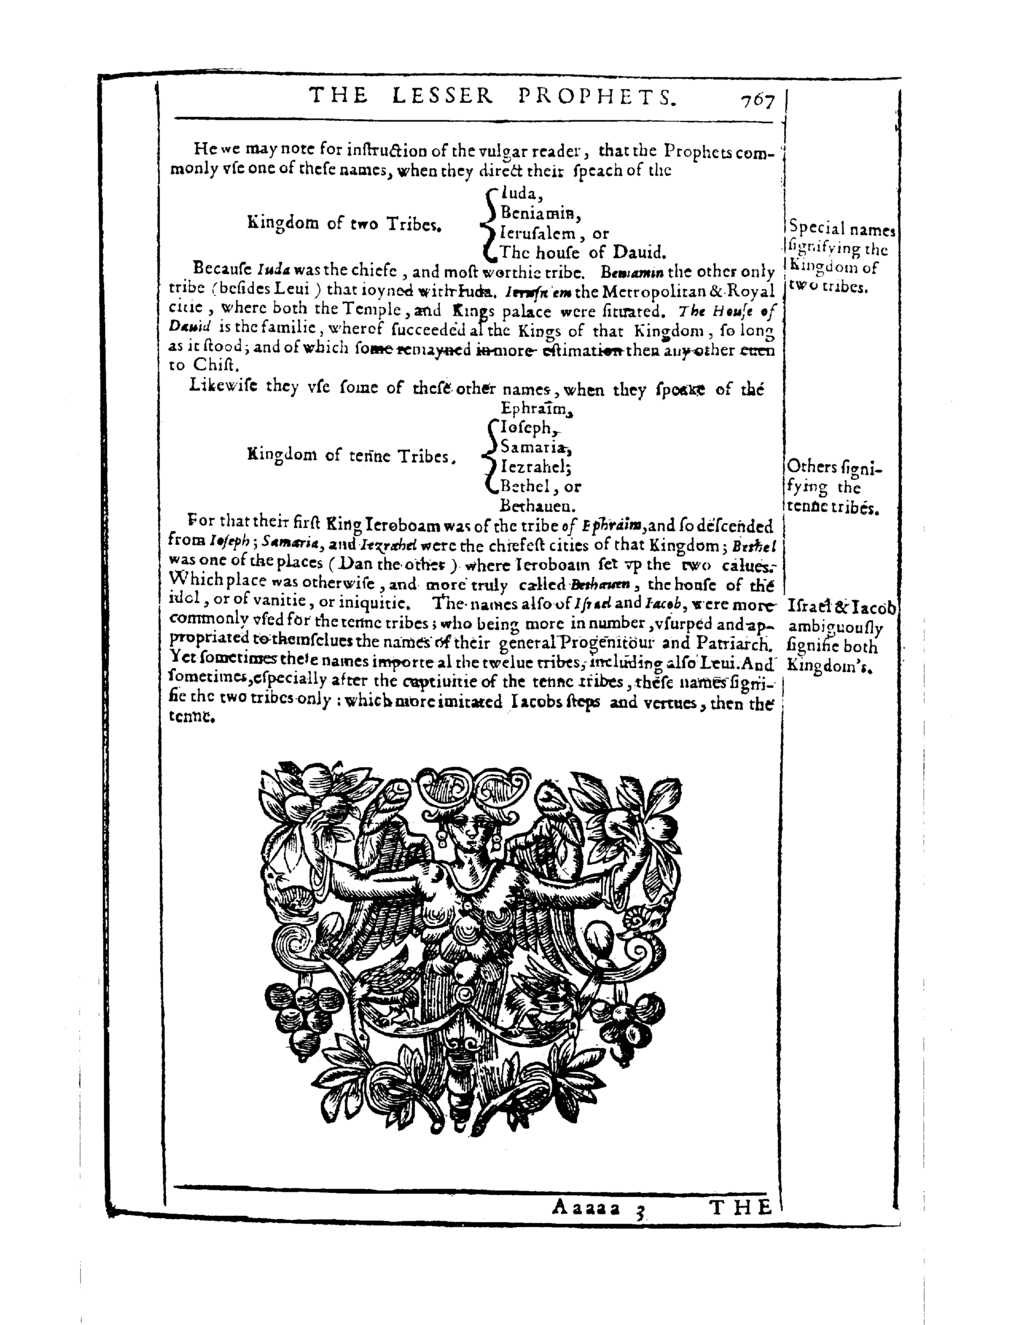 THE LESSER PROPHETS. 767
He we may note for inſtruction of the vulgar reader, that the Prophets com-
monly vſe one of theſe names, when they direct their ſpeach of the
Iuda,
Beniamin,
Kingdom of two Tribes.
Ieruſalem, or
The houſe of Dauid.
Special names
ſignifying the
Kingdom of
two tribes.
Becauſe Iuda was the chiefe, and moſt worthie tribe. Beniamin the other only
tribe (beſides Leui) that ioyned with Iuda. Ieruſalem the Metropolitan & Royal
citie, where both the Temple, and Kings palace were ſituated. The Houſe of
Dauid is the familie, wherof ſucceeded al the Kings of that Kingdom, ſo long
as it ſtood; and of which ſome remayned in more eſtimation then any other euen
to Chiſt.
Likewiſe they vſe ſome of theſe other names, when they ſpeake of the
Ephraim,
Ioſeph,
Samaria,
Kingdom of tenne Tribes.
Iezrahel;
Bethel, or
Bethauen.
Others ſigni-
fying the
tenne tribes.
For that their firſt King Ieroboam was of the tribe of Ephraim, and ſo deſcended
from Ioſeph; Samaria, and Iezrahel were the chiefeſt cities of that Kingdom; Bethel
was one of the places (Dan the other) where Ieroboam ſet vp the two calues.
Which place was otherwiſe, and more truly called Bethauen, the houſe of the
idol, or of vanitie, or iniquitie. The names alſo of Iſrael and Iacob, were more
commonly vſed for the tenne tribes; who being more in number, vſurped and ap-
propriated to themſelues the names of their general Progenitour and Patriarch.
Yet ſometimes theſe names importe al the twelue tribes, including alſo Leui. And
ſometimes, eſpecially after the captiuitie of the tenne tribes, theſe names ſigni-
fie the two tribes only: which more imitated Iacobs ſteps and vertues, then the
tenne.
Iſrael & Iacob
ambiguouſly
ſignifie both
Kingdom's.
Aaaaa 3 THE